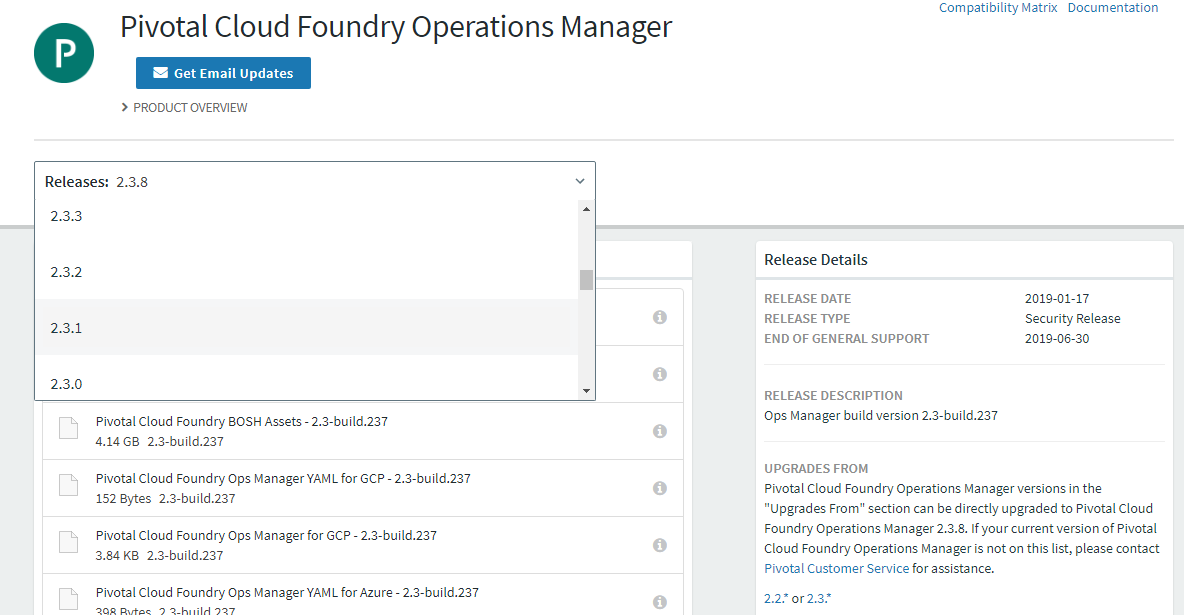 Compatibility Matrix Documentation
P
Pivotal Cloud Foundry Operations Manager
Get Email Updates
PRODUCT OVERVIEW
Releases: 2.3.8
2.3.3
2.3.2
2.3.1
2.3.0
Pivotal Cloud Foundry BOSH Assets - 2.3-build.237
4.14 GB 2.3-build.237
Pivotal Cloud Foundry Ops Manager YAML for GCP - 2.3-build.237
152 Bytes 2.3-build.237
Pivotal Cloud Foundry Ops Manager for GCP - 2.3-build.237
3.84 KB 2.3-build.237
Pivotal Cloud Foundry Ops Manager YAML for Azure - 2.3-build.237
398 Bytes 2.3-build.237
Release Details
RELEASE DATE 2019-01-17
RELEASE TYPE Security Release
END OF GENERAL SUPPORT 2019-06-30
RELEASE DESCRIPTION
Ops Manager build version 2.3-build.237
UPGRADES FROM
Pivotal Cloud Foundry Operations Manager versions in the
"Upgrades From" section can be directly upgraded to Pivotal Cloud
Foundry Operations Manager 2.3.8. If your current version of Pivotal
Cloud Foundry Operations Manager is not on this list, please contact
Pivotal Customer Service for assistance.
2.2.* or 2.3.*